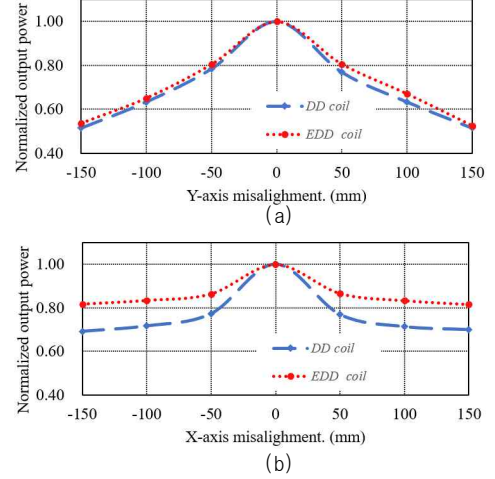 (a)
Normalized output power
1.00
0.80
0.60
0.40
DD coil
EDD coil
-150 -100 -50 0 50 100 150
Y-axis misalighment. (mm)
(a)
Normalized output power
1.00
0.80
0.60
0.40
DD coil
EDD coil
-150 -100 -50 0 50 100 150
X-axis misalighment. (mm)
(b)